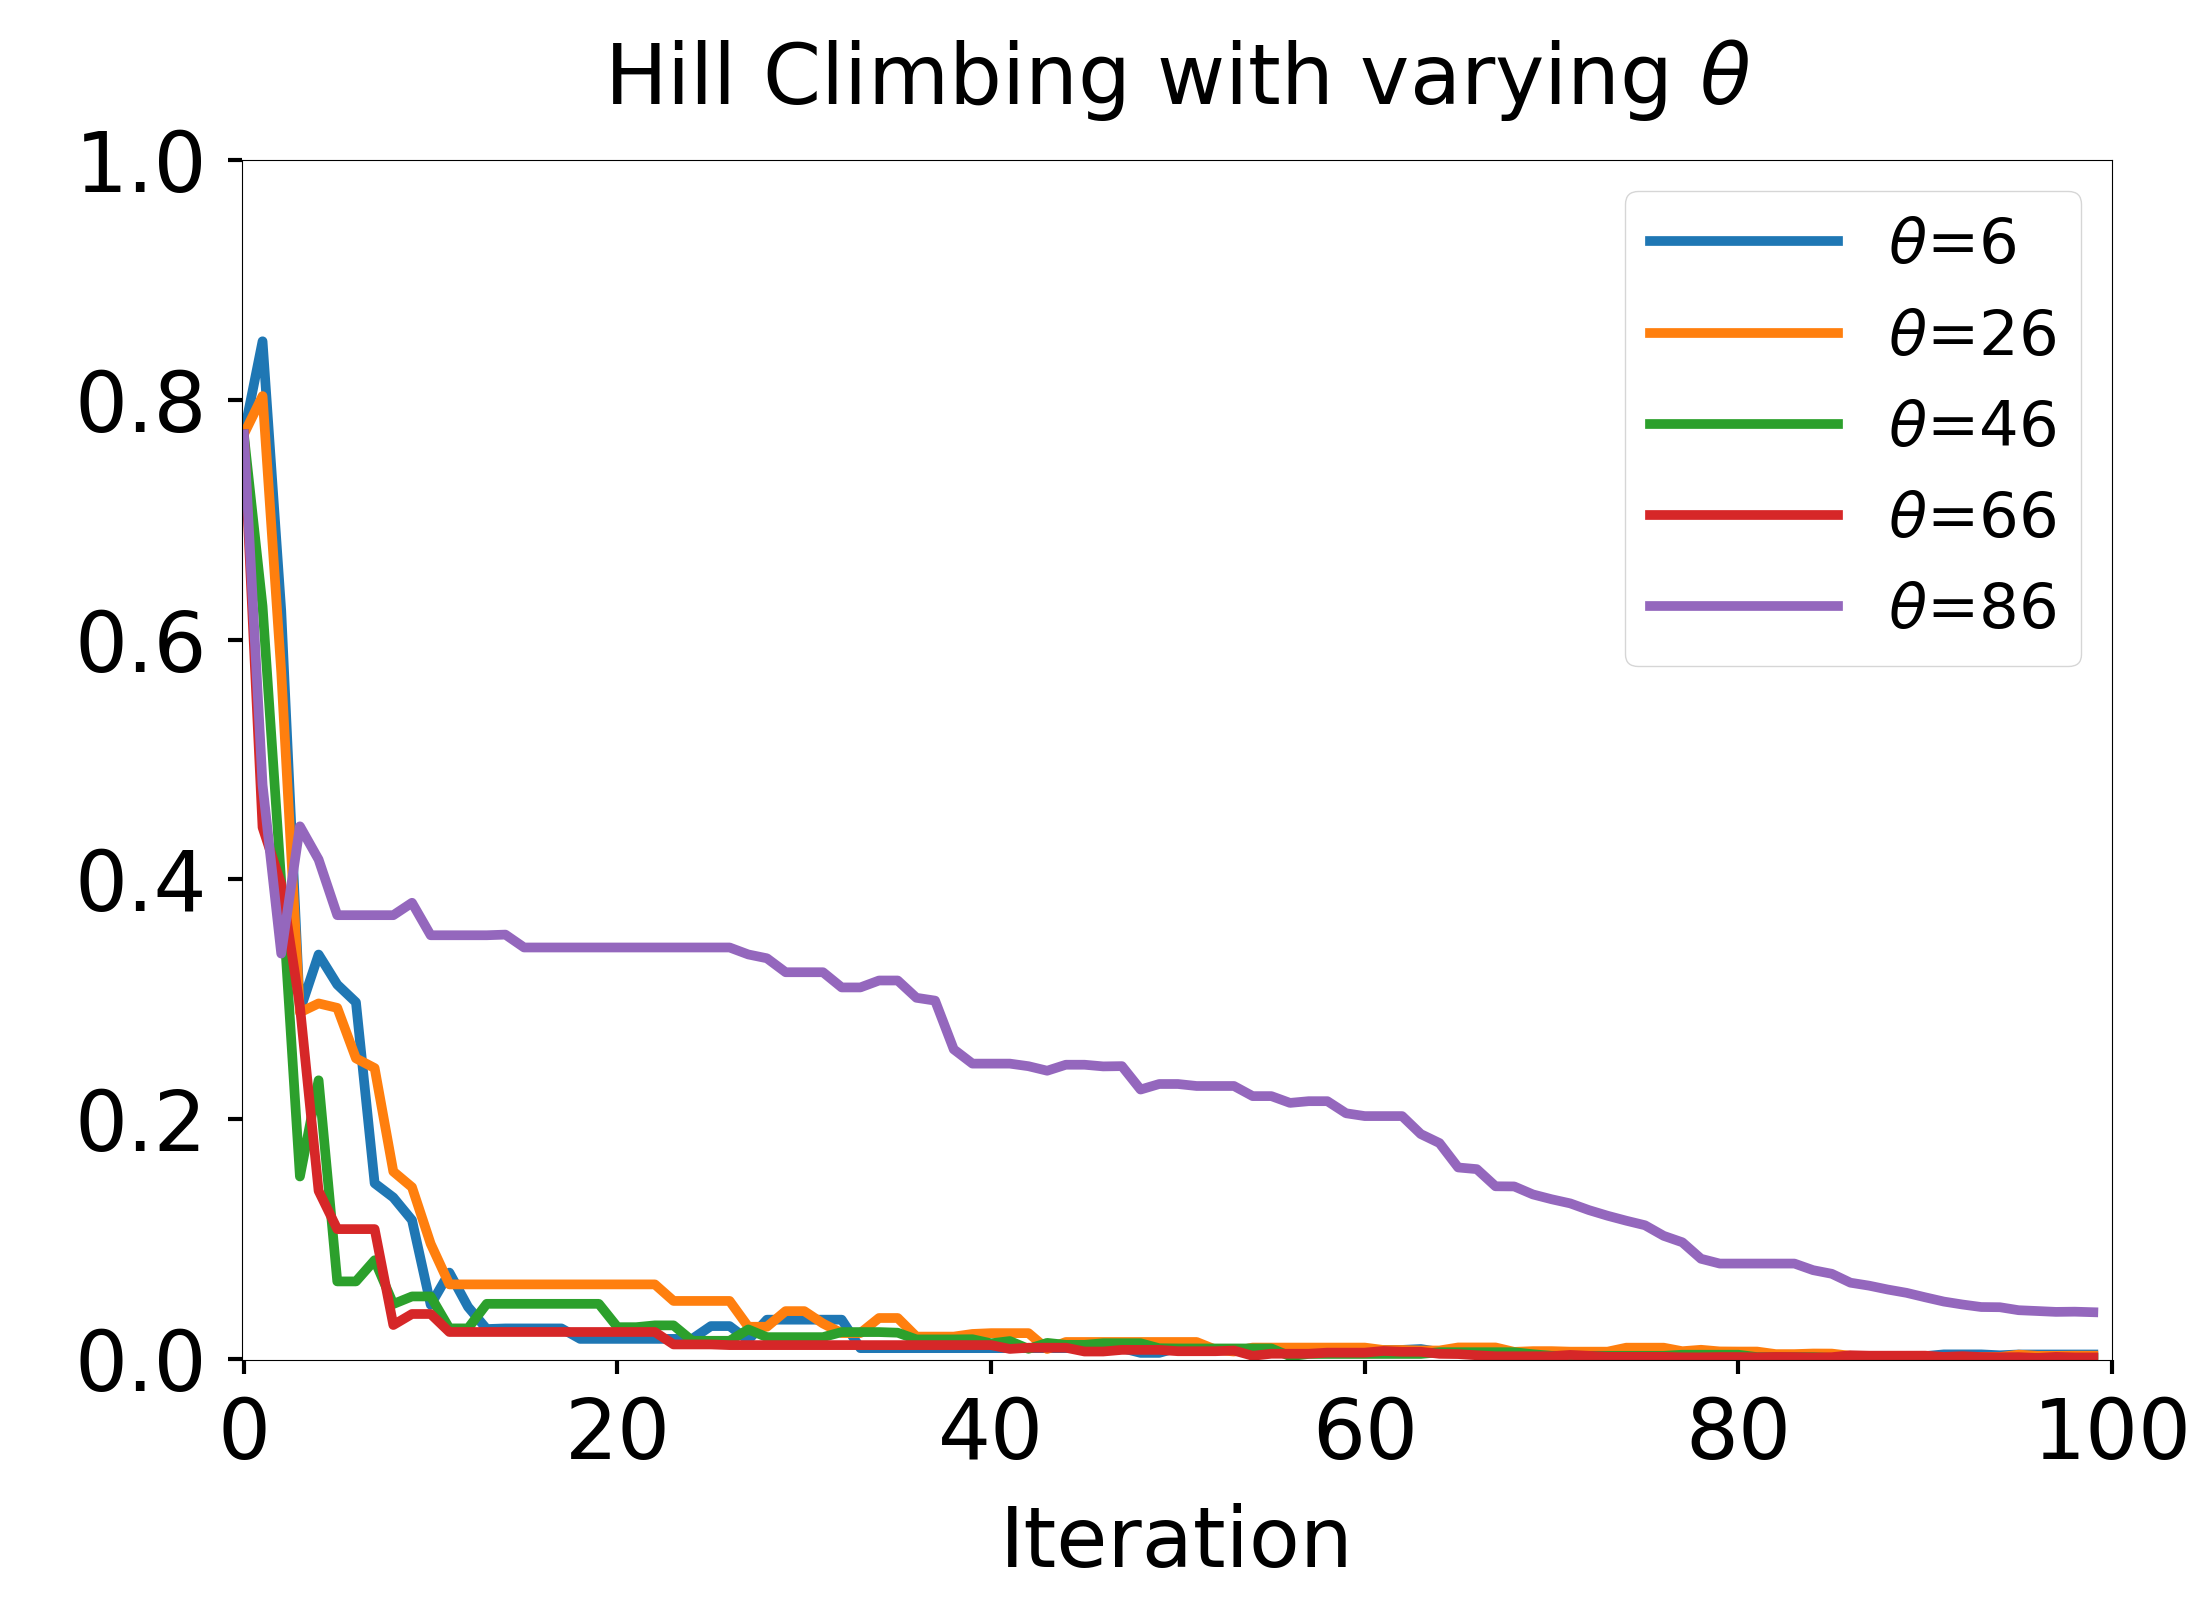 Hill Climbing with varying θ
1.0
0.8
0.6
0.4
0.2
0.0
θ=6
θ=26
θ=46
θ=66
θ=86
0 20 40 60 80 100
Iteration